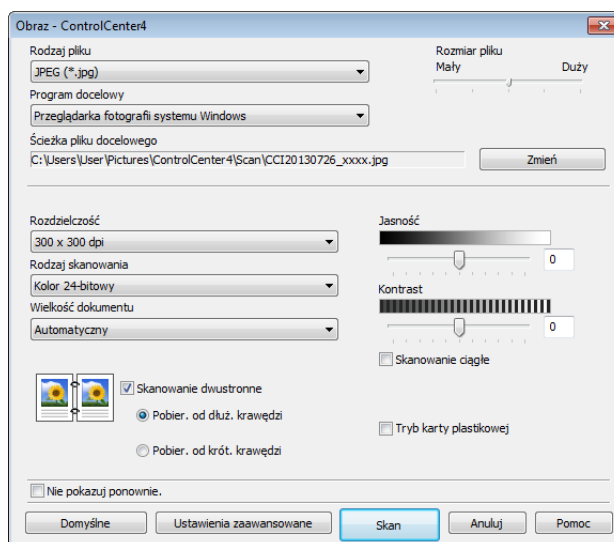 Obraz - ControlCenter4
Rodzaj pliku
JPEG (*.jpg)
Rozmiar pliku
Mały Duży
Program docelowy
Przeglądarka fotografii systemu Windows
Ścieżka pliku docelowego
C:\Users\User\Pictures\ControlCenter4\Scan\CCI20130726_xxxx.jpg
Zmień
Rozdzielczość
300 x 300 dpi
Rodzaj skanowania
Kolor 24-bitowy
Wielkość dokumentu
Automatyczny
Jasność
0
Kontrast
0
Skanowanie ciągłe
Skanowanie dwustronne
Pobier. od dłuż. krawędzi
Pobier. od krót. krawędzi
Tryb karty plastikowej
Nie pokazuj ponownie.
Domyślne Ustawienia zaawansowane Skan Anuluj Pomoc